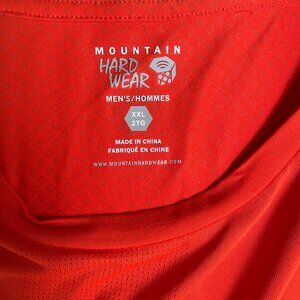 MOUNTAIN
HARD
WEAR
MEN'S/HOMMES
XXL
2TG
MADE IN CHINA
FABRIQUÉ EN CHINE
WWW.MOUNTAINHARDWEAR.COM